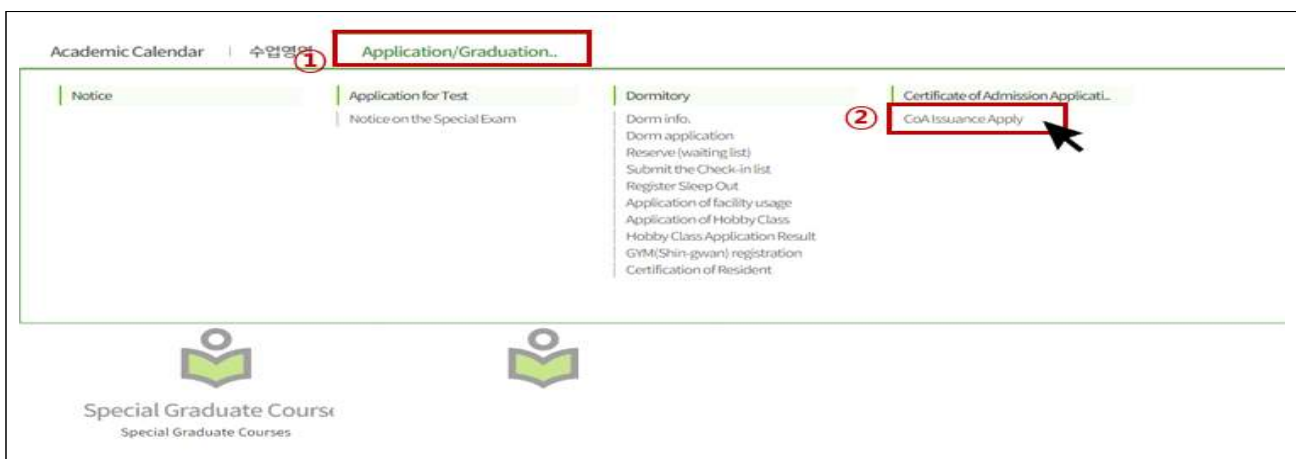 Academic Calendar | 수업영역 ① Application/Graduation..
Notice
Application for Test
Notice on the Special Exam
Dormitory
Dorm info.
Dorm application
Reserve (waiting list)
Submit the Check-in list
Register Sleep Out
Application of facility usage
Application of Hobby Class
Hobby Class Application Result
GYM(Shin-gwan) registration
Certification of Resident
Certificate of Admission Applicati..
② CoA Issuance Apply
Special Graduate Course
Special Graduate Courses